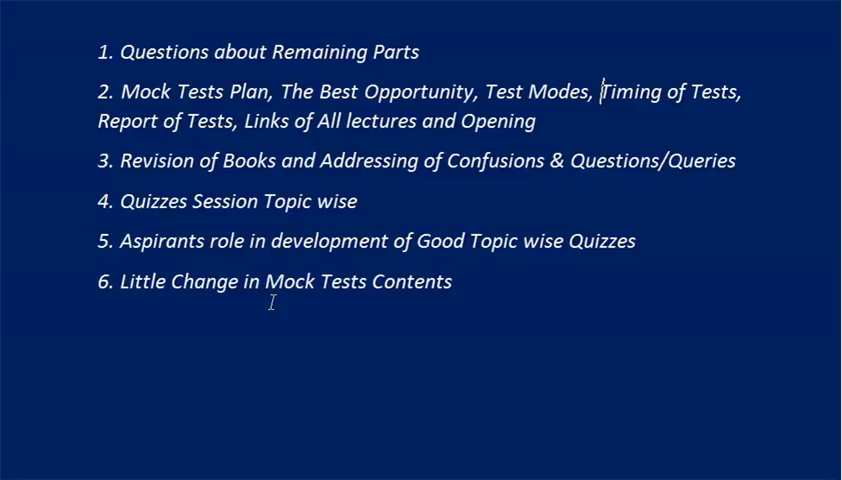 1. Questions about Remaining Parts
2. Mock Tests Plan, The Best Opportunity, Test Modes, Timing of Tests,
Report of Tests, Links of All lectures and Opening
3. Revision of Books and Addressing of Confusions & Questions/Queries
4. Quizzes Session Topic wise
5. Aspirants role in development of Good Topic wise Quizzes
6. Little Change in Mock Tests Contents